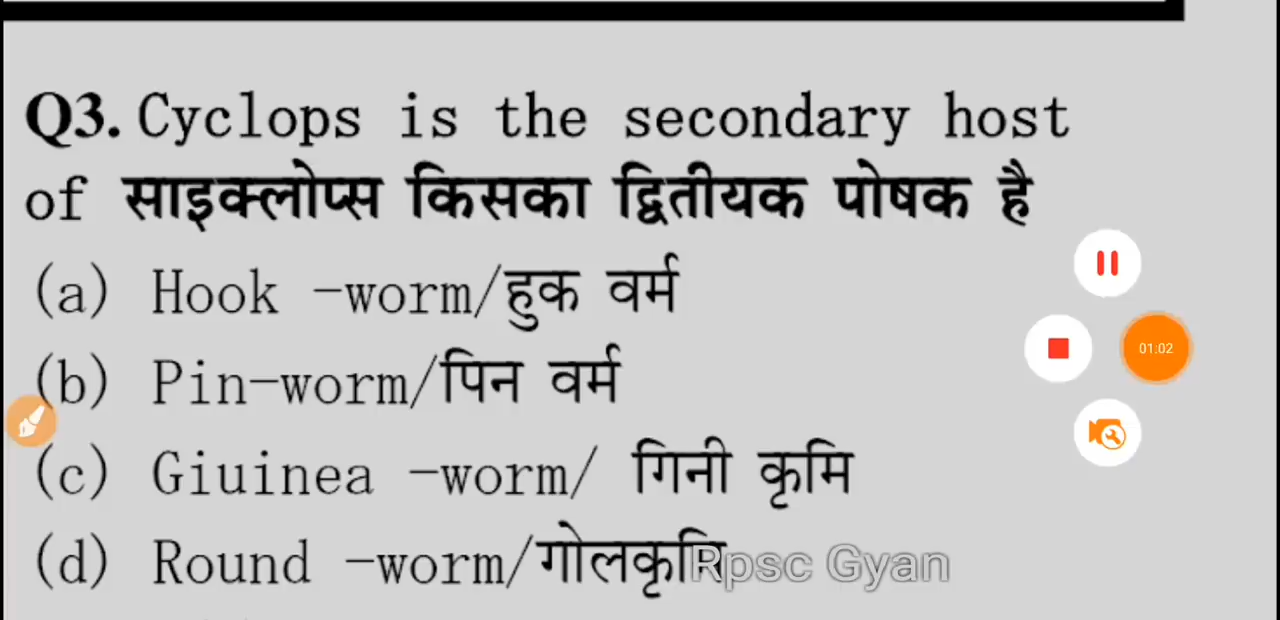 Q3. Cyclops is the secondary host
of साइक्लोप्स किसका द्वितीयक पोषक है
(a) Hook -worm/हुक वर्म
(b) Pin-worm/पिन वर्म
01:02
(c) Giuinea -worm/ गिनी कृमि
(d) Round -worm/गोलकृमि
Rpsc Gyan